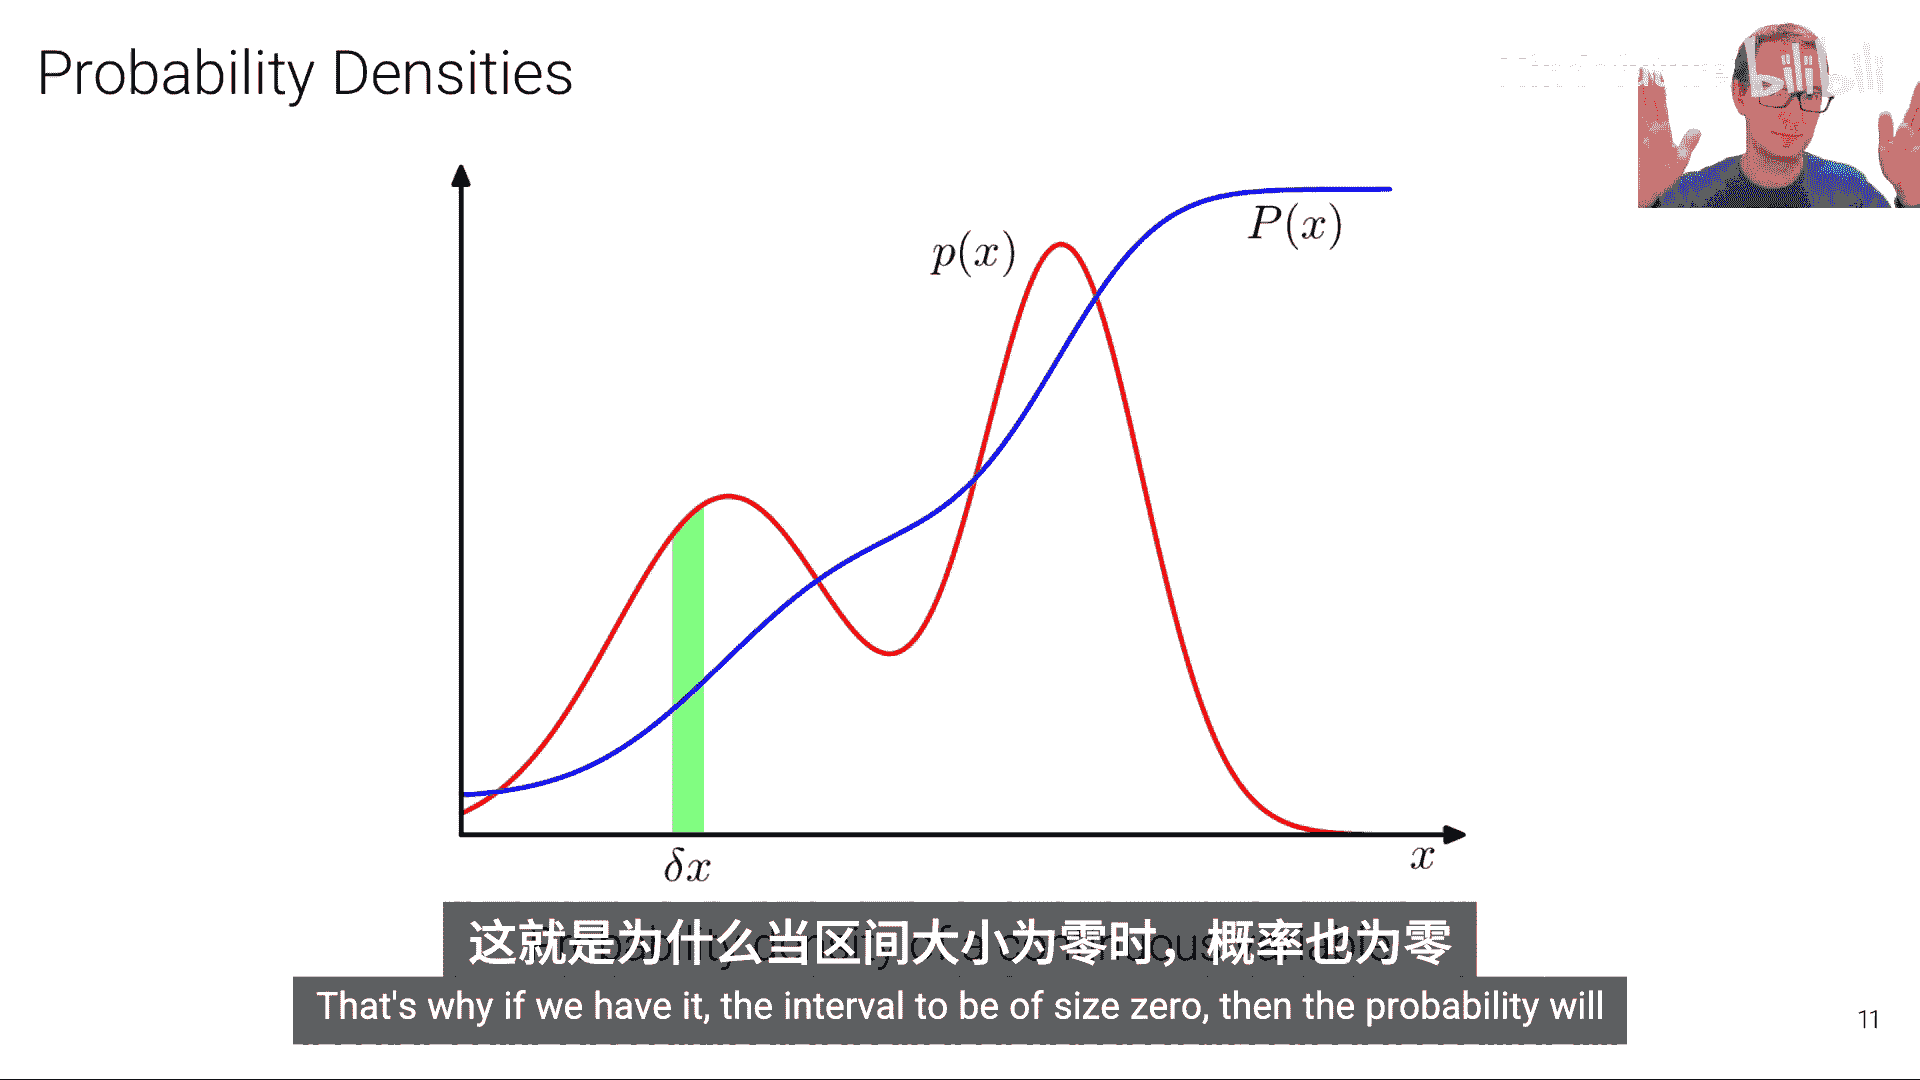 Probability Densities
bilibili
p(x)
P(x)
δx
x
这就是为什么当区间大小为零时，概率也为零
That's why if we have it, the interval to be of size zero, then the probability will
11